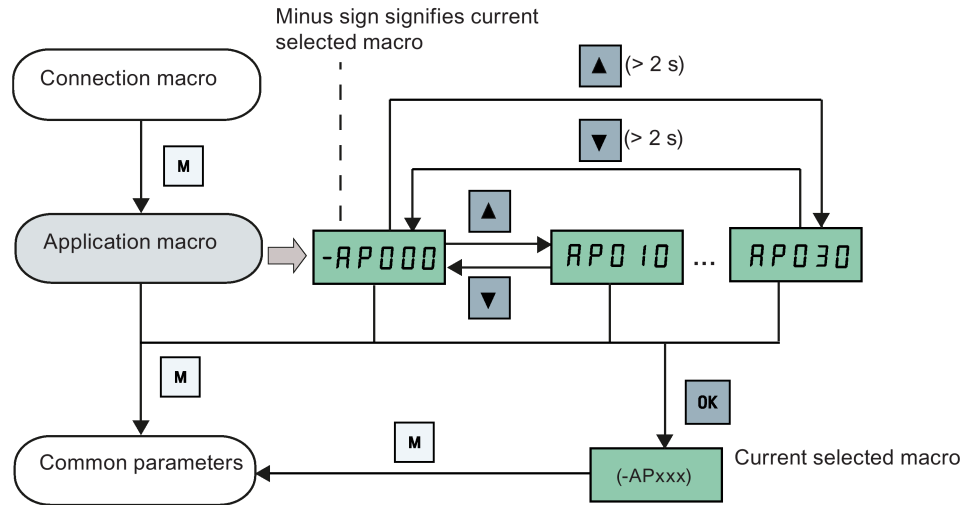 Minus sign signifies current
selected macro
Connection macro
▲ (> 2 s)
▼ (> 2 s)
M
▲
Application macro
-AP000
AP010
...
AP030
▼
M
OK
M
Common parameters
(-APxxx)
Current selected macro